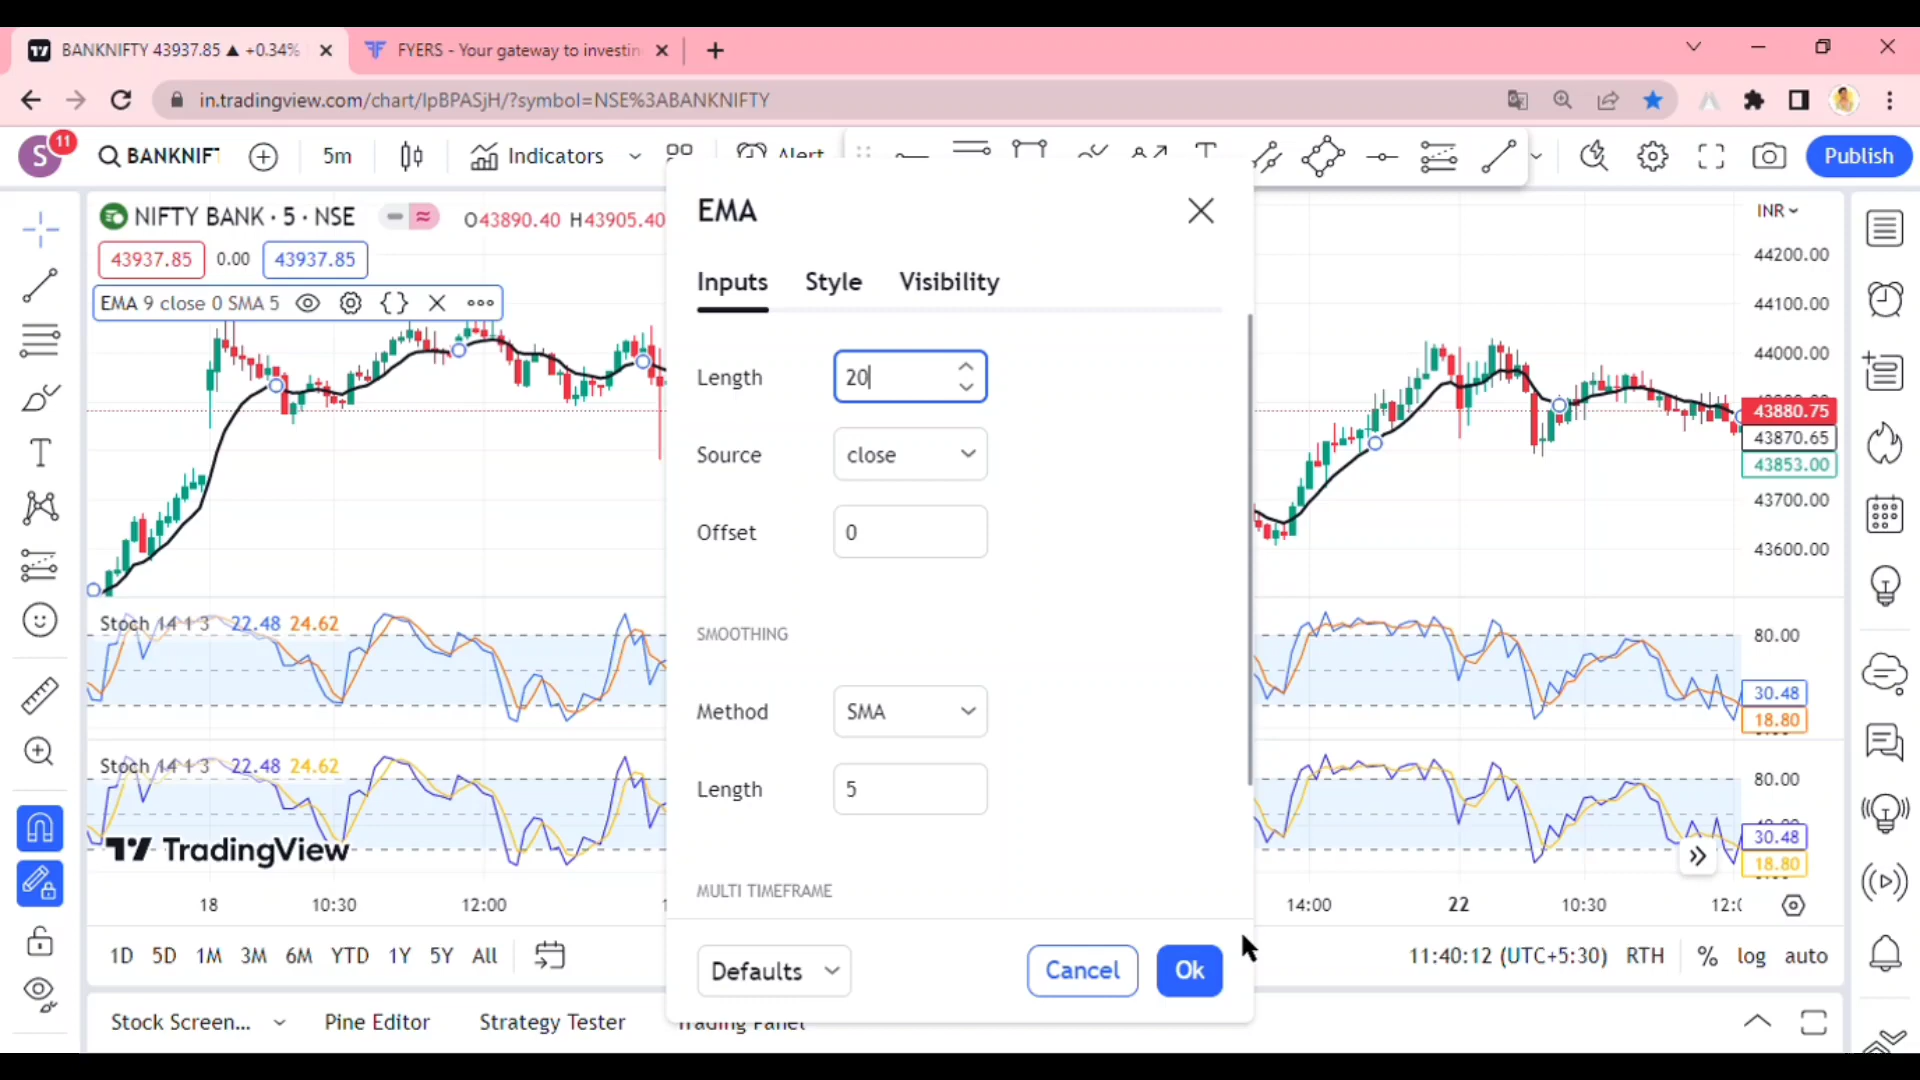 BANKNIFTY 43937.85 ▲ +0.34%
FYERS - Your gateway to investin
in.tradingview.com/chart/lpBPASjH/?symbol=NSE%3ABANKNIFTY
S
11
BANKNIF
5m
Indicators
Alert
Publish
NIFTY BANK · 5 · NSE
O43890.40 H43905.40
43937.85 0.00 43937.85
EMA 9 close 0 SMA 5
EMA
Inputs Style Visibility
Length 20
Source close
Offset 0
SMOOTHING
Method SMA
Length 5
MULTI TIMEFRAME
Defaults
Cancel
Ok
INR
44200.00
44100.00
44000.00
43880.75
43870.65
43853.00
43700.00
43600.00
Stoch 14 1 3 22.48 24.62
80.00
30.48
18.80
Stoch 14 1 3 22.48 24.62
80.00
30.48
18.80
TradingView
18 10:30 12:00
14:00 22 10:30
1D 5D 1M 3M 6M YTD 1Y 5Y All
11:40:12 (UTC+5:30) RTH % log auto
Stock Screen... Pine Editor Strategy Tester Trading Panel